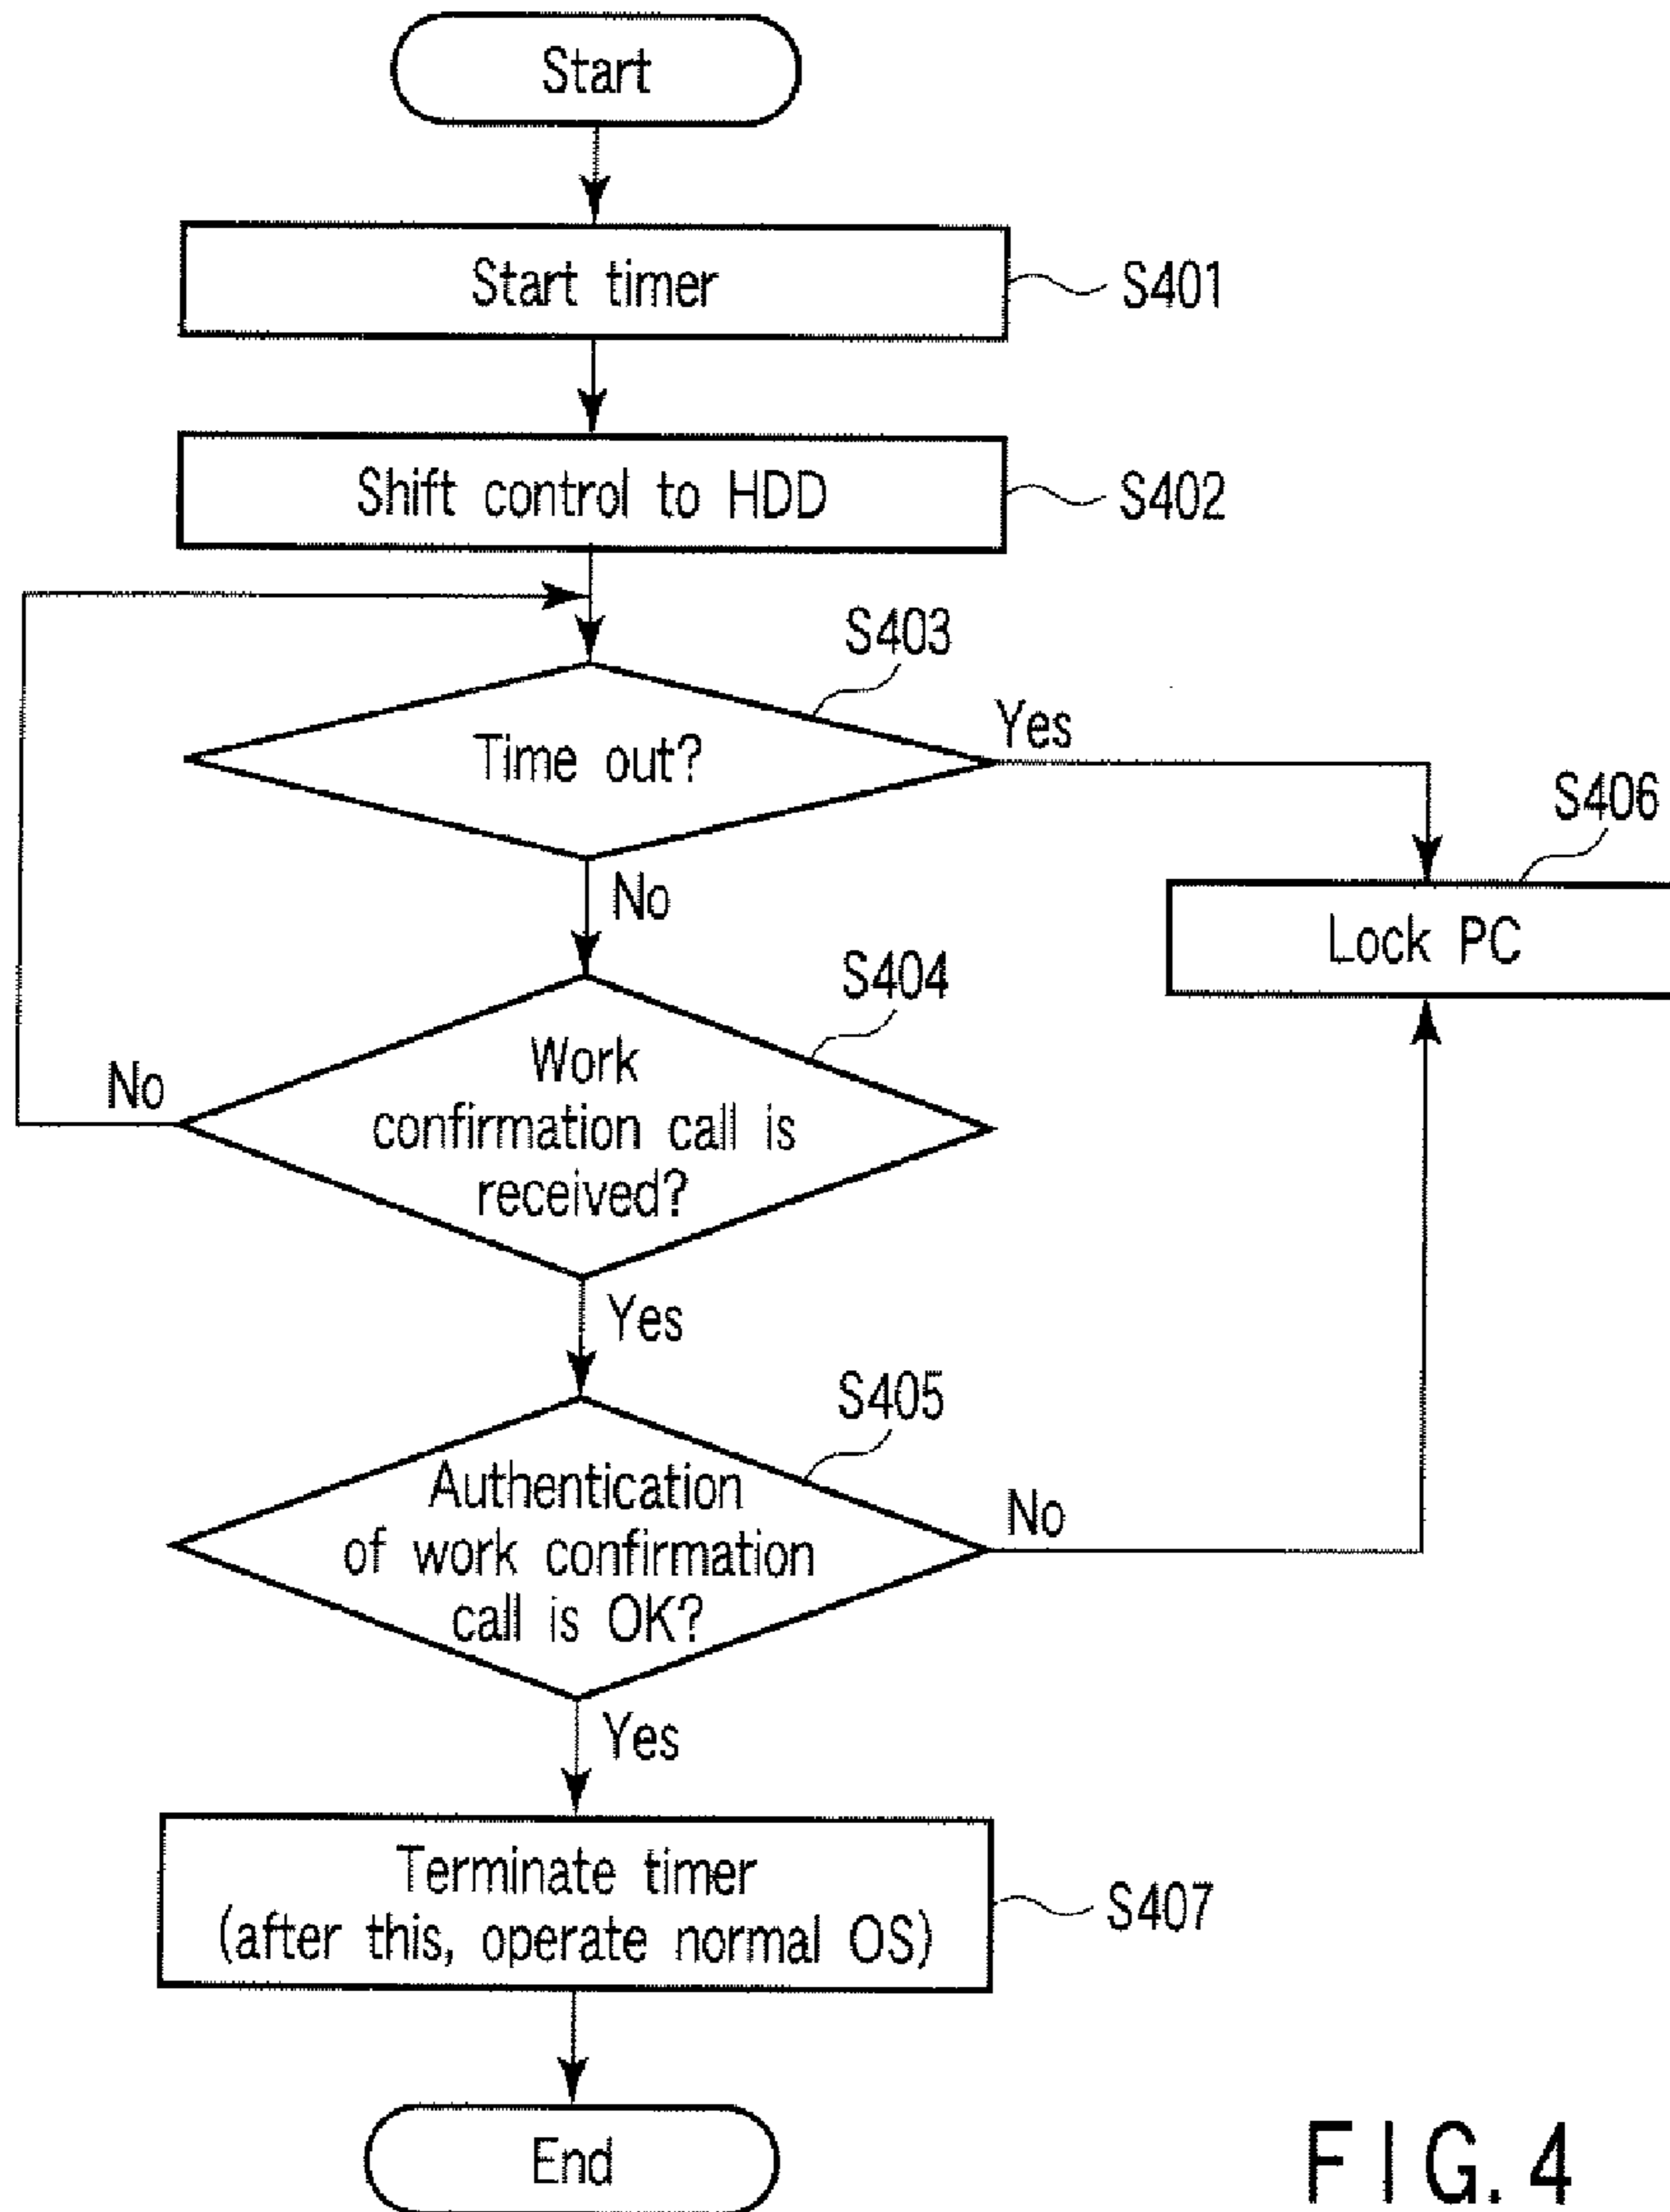 Start
Start timer
S401
Shift control to HDD
S402
S403
Time out?
Yes
No
S406
Lock PC
S404
Work
confirmation call is
received?
No
Yes
S405
Authentication
of work confirmation
call is OK?
No
Yes
Terminate timer
(after this, operate normal OS)
S407
End
FIG. 4